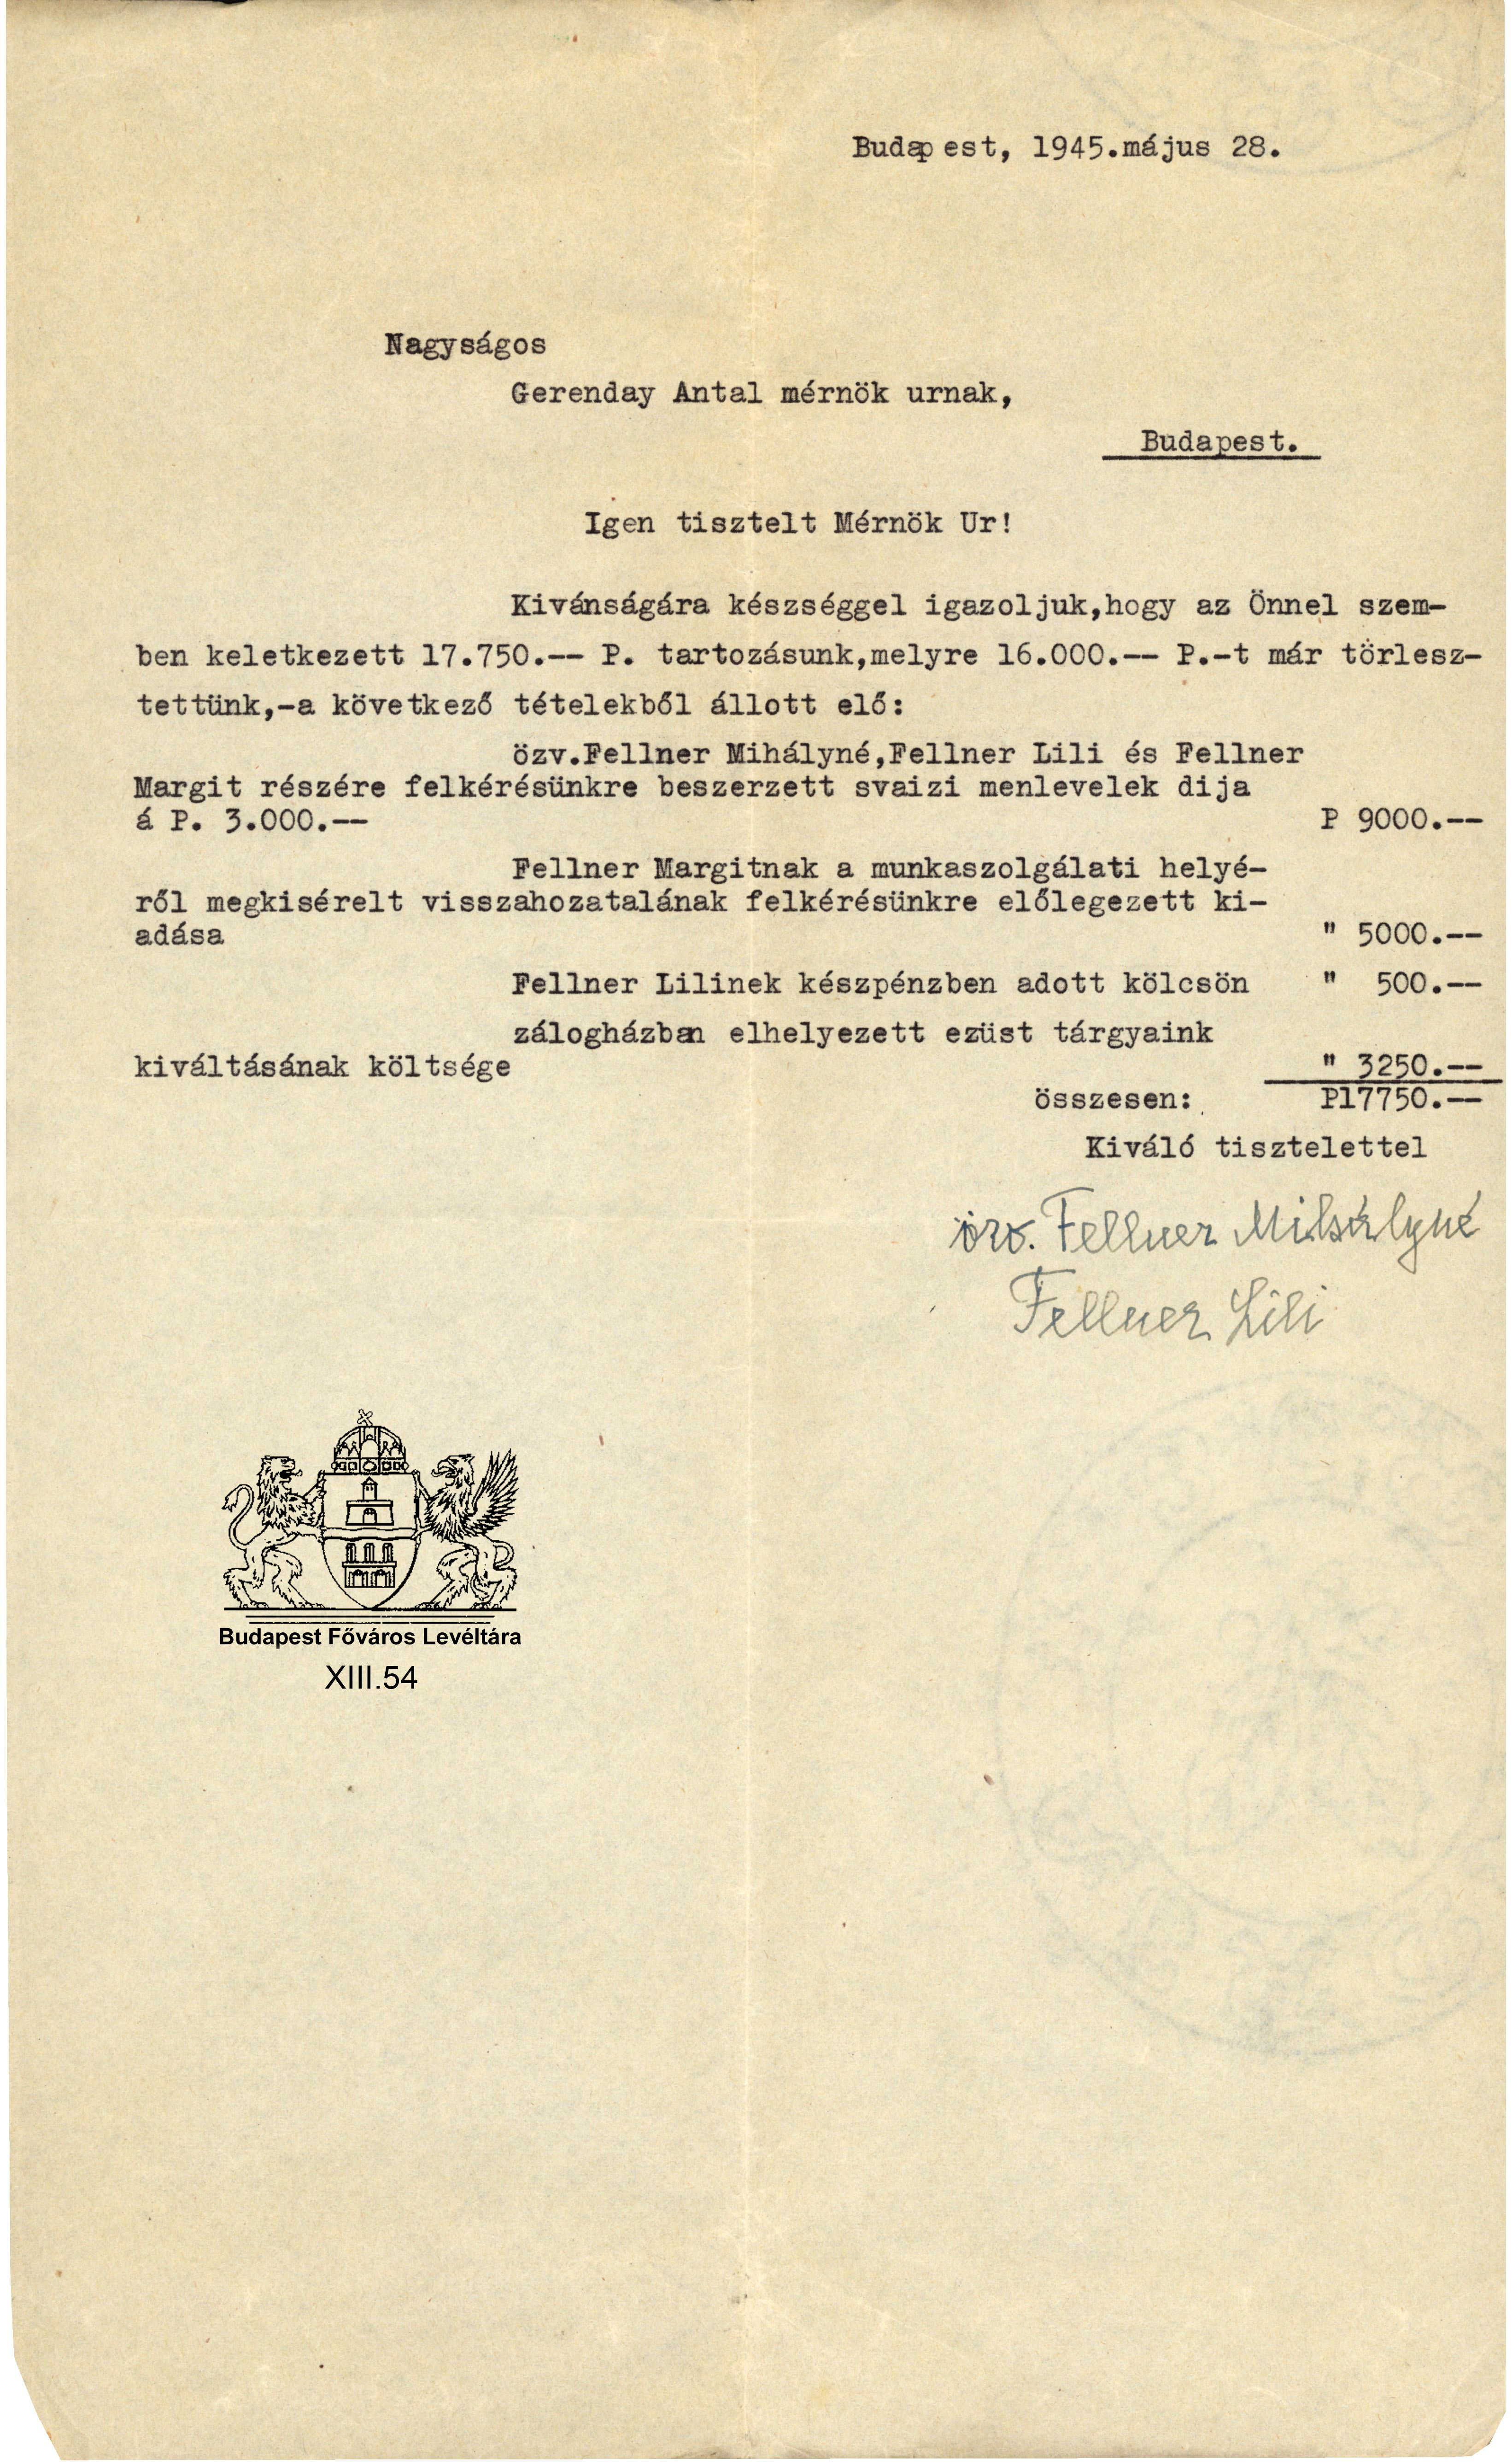 Budapest, 1945.május 28.
Nagyságos
Gerenday Antal mérnök urnak,
Budapest.
Igen tisztelt Mérnök Ur!
Kivánságára készséggel igazoljuk,hogy az Önnel szem-
ben keletkezett 17.750.-- P. tartozásunk,melyre 16.000.-- P.-t már törlesz-
tettünk,-a következő tételekből állott elő:
özv.Fellner Mihályné,Fellner Lili és Fellner
Margit részére felkérésünkre beszerzett svaizi menlevelek dija
á P. 3.000.-- P 9000.--
Fellner Margitnak a munkaszolgálati helyé-
ről megkisérelt visszahozatalának felkérésünkre előlegezett ki-
adása " 5000.--
Fellner Lilinek készpénzben adott kölcsön " 500.--
zálogházban elhelyezett ezüst tárgyaink
kiváltásának költsége " 3250.--
összesen: P17750.--
Kiváló tisztelettel
özv. Fellner Mihályné
Fellner Lili
Budapest Főváros Levéltára
XIII.54